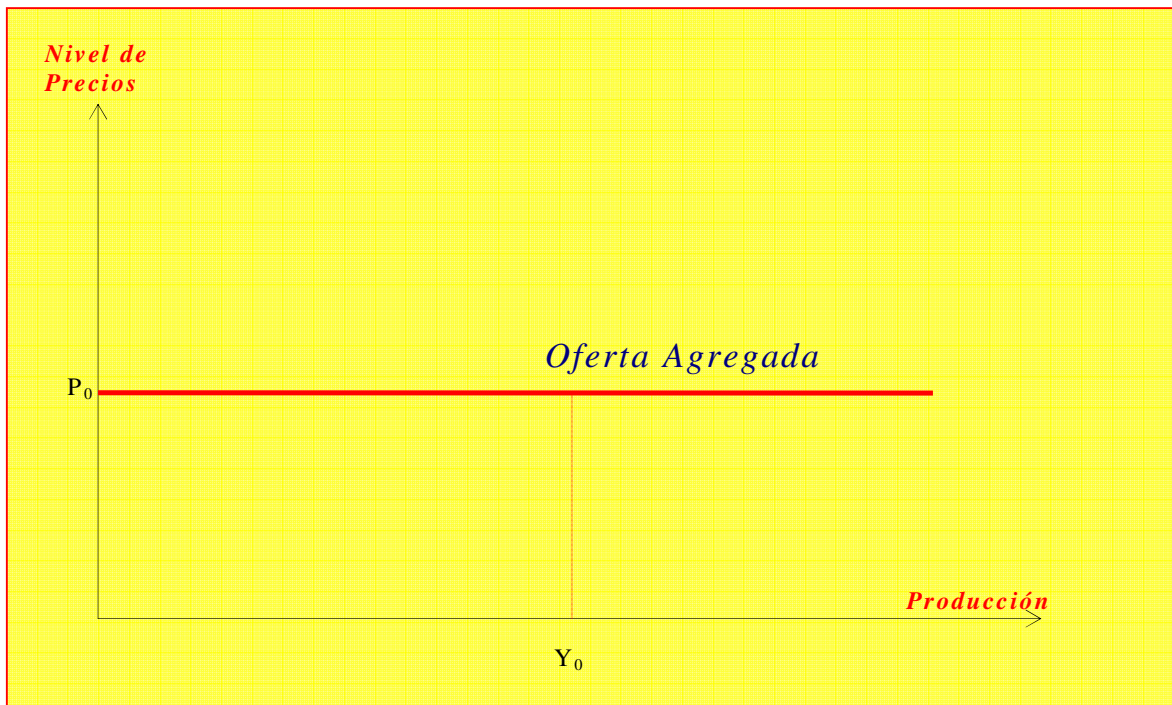 Nivel de
Precios
Oferta Agregada
P₀
Producción
Y₀